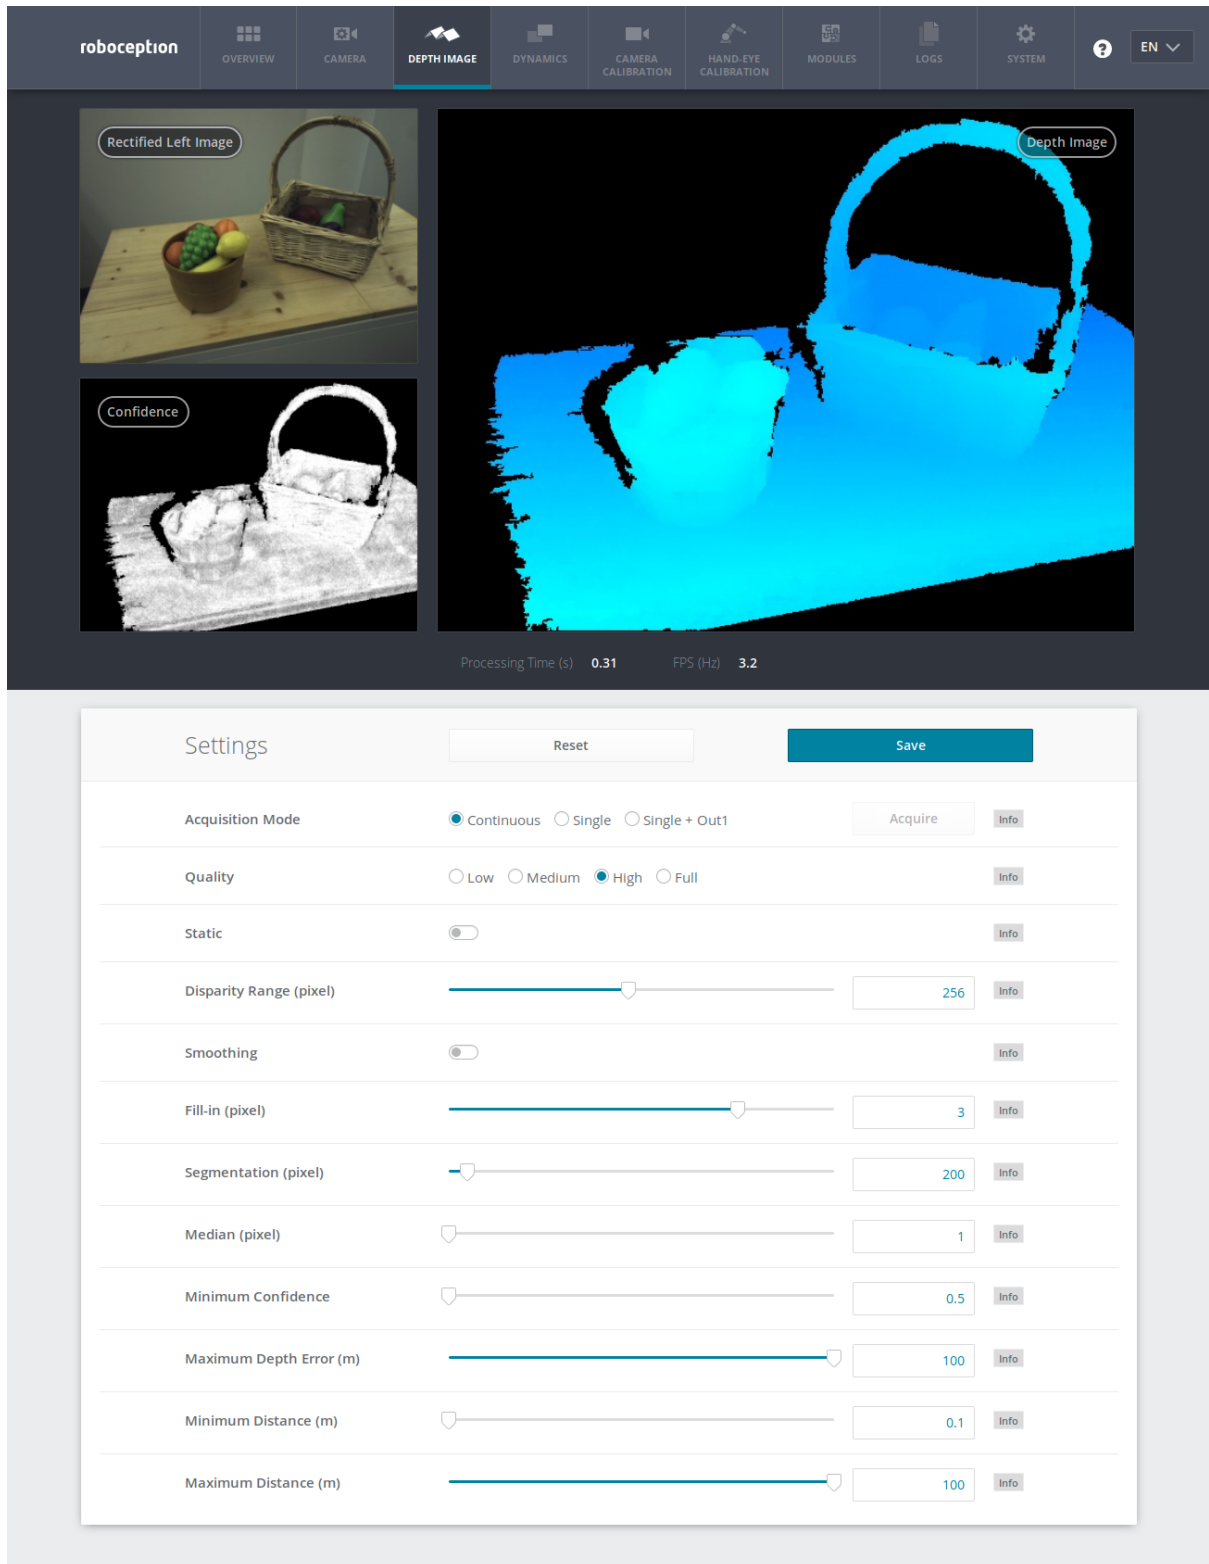 roboception
OVERVIEW
CAMERA
DEPTH IMAGE
DYNAMICS
CAMERA
CALIBRATION
HAND-EYE
CALIBRATION
MODULES
LOGS
SYSTEM
?
EN
Rectified Left Image
Depth Image
Confidence
Processing Time (s) 0.31 FPS (Hz) 3.2
Settings Reset Save
Acquisition Mode Continuous Single Single + Out1 Acquire Info
Quality Low Medium High Full Info
Static Info
Disparity Range (pixel) 256 Info
Smoothing Info
Fill-in (pixel) 3 Info
Segmentation (pixel) 200 Info
Median (pixel) 1 Info
Minimum Confidence 0.5 Info
Maximum Depth Error (m) 100 Info
Minimum Distance (m) 0.1 Info
Maximum Distance (m) 100 Info